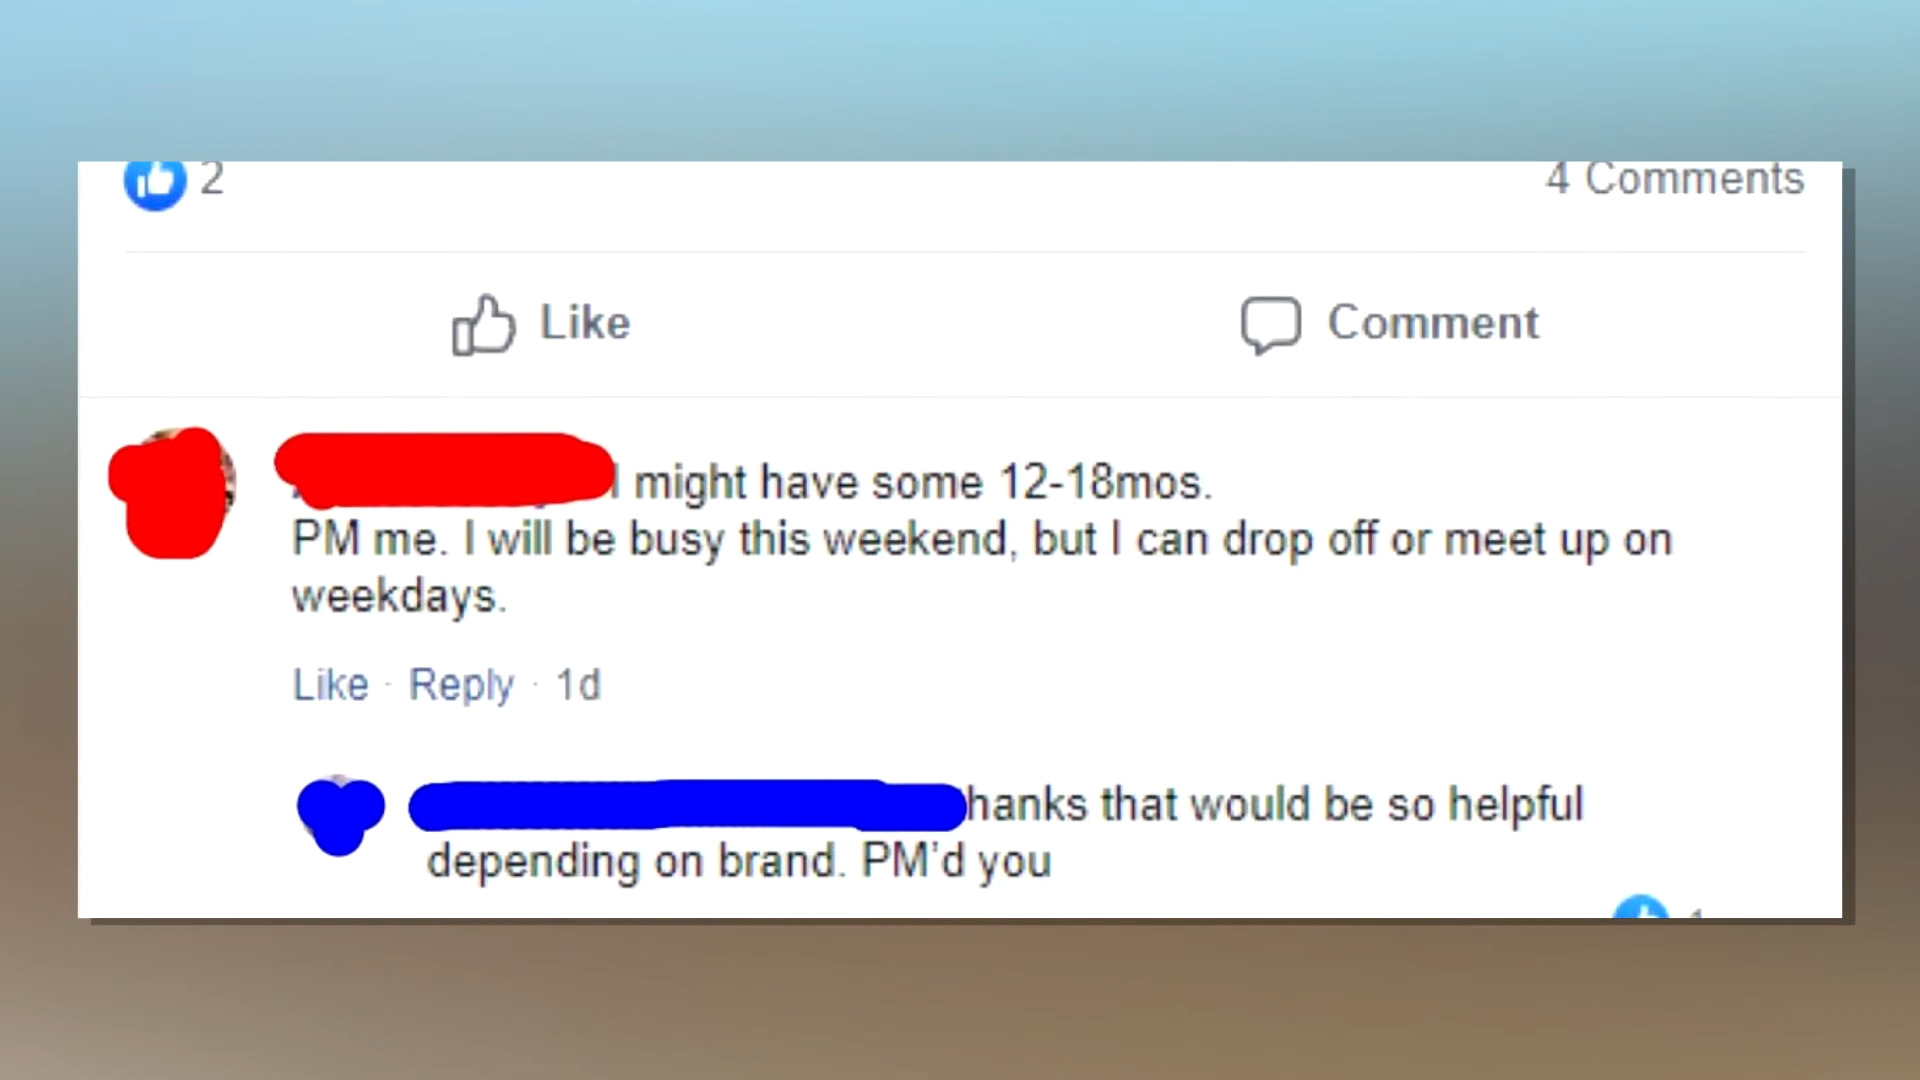 2
4 Comments
Like
Comment
I might have some 12-18mos.
PM me. I will be busy this weekend, but I can drop off or meet up on
weekdays.
Like · Reply · 1d
hanks that would be so helpful
depending on brand. PM'd you